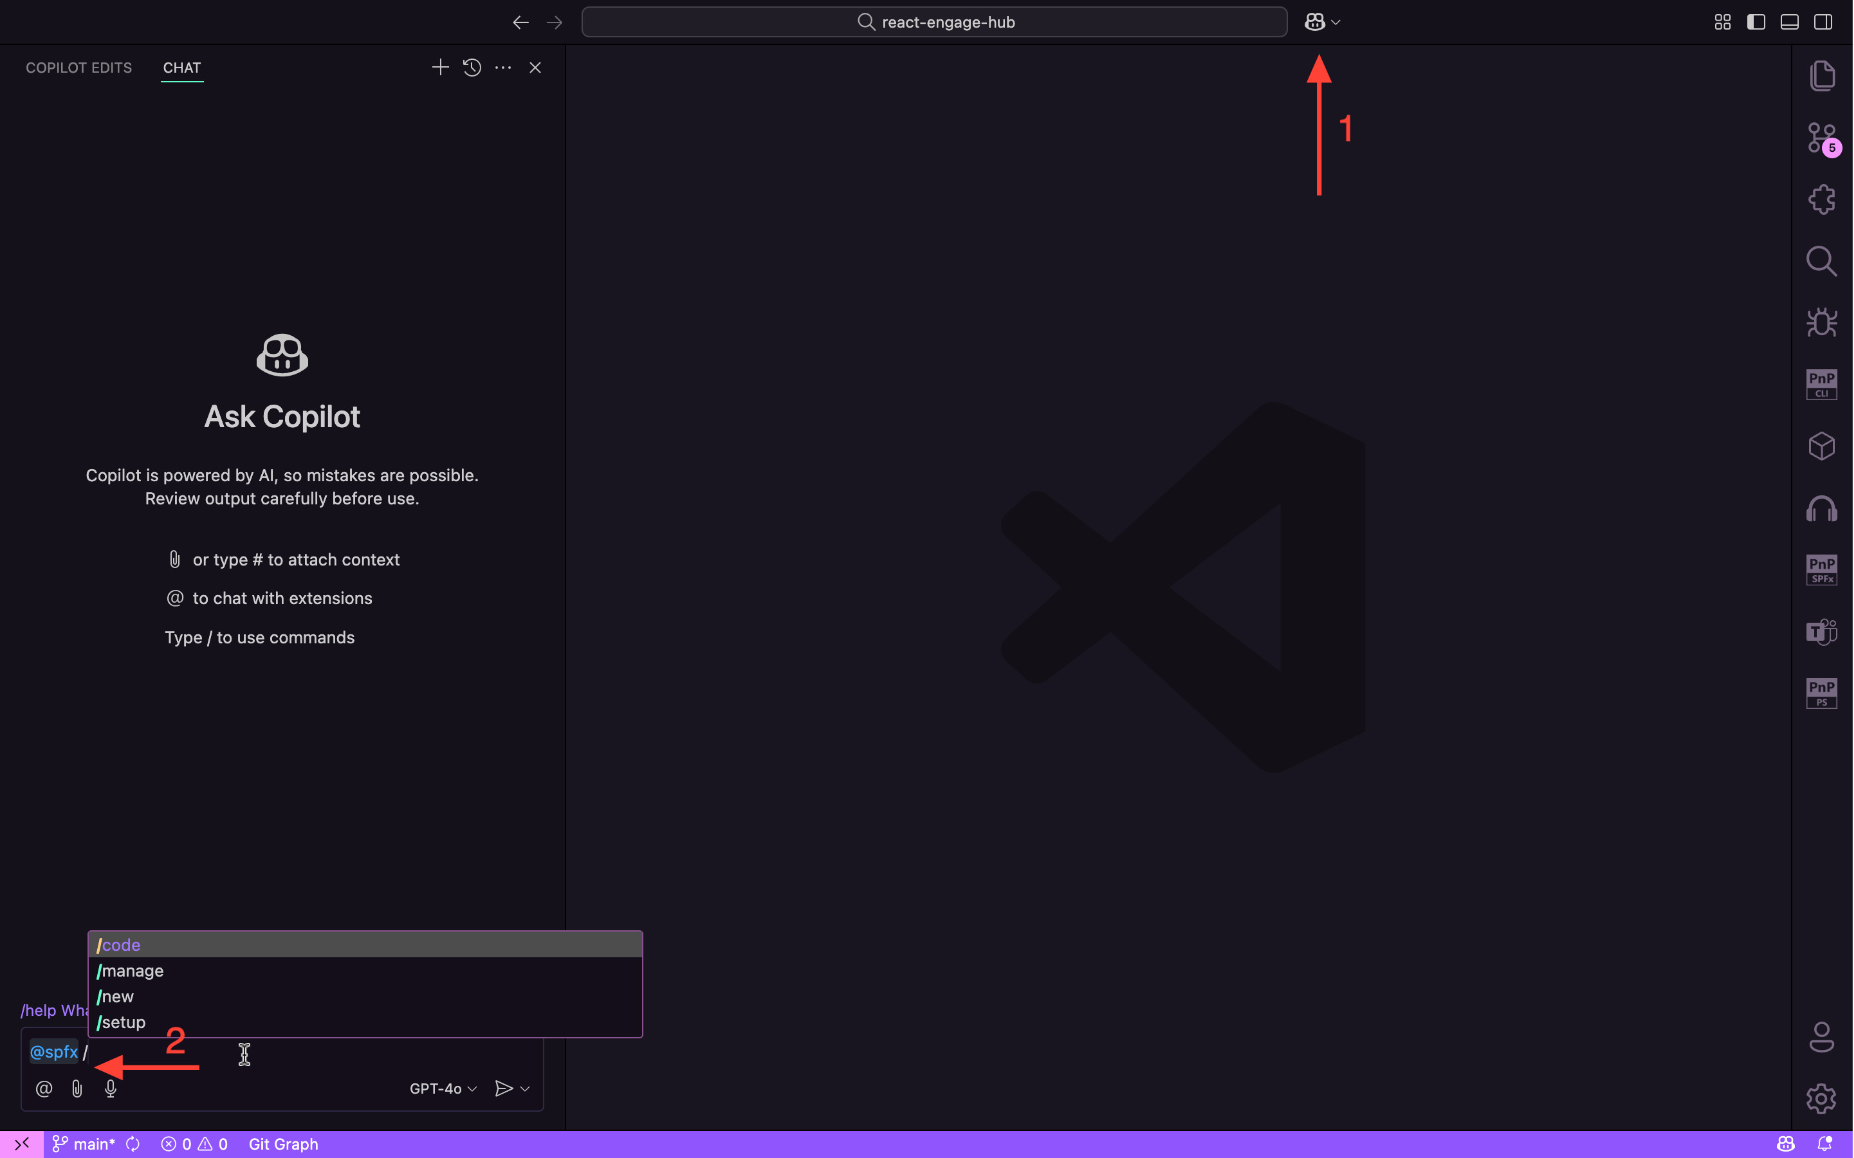 react-engage-hub
COPILOT EDITS CHAT
1
5
PnP
CLI
Ask Copilot
Copilot is powered by AI, so mistakes are possible.
Review output carefully before use.
or type # to attach context
@ to chat with extensions
Type / to use commands
PnP
SPFx
T
PnP
PS
/code
/manage
/new
/setup
/help Wha
2
@spfx /
@ GPT-4o
main* 0 0 Git Graph